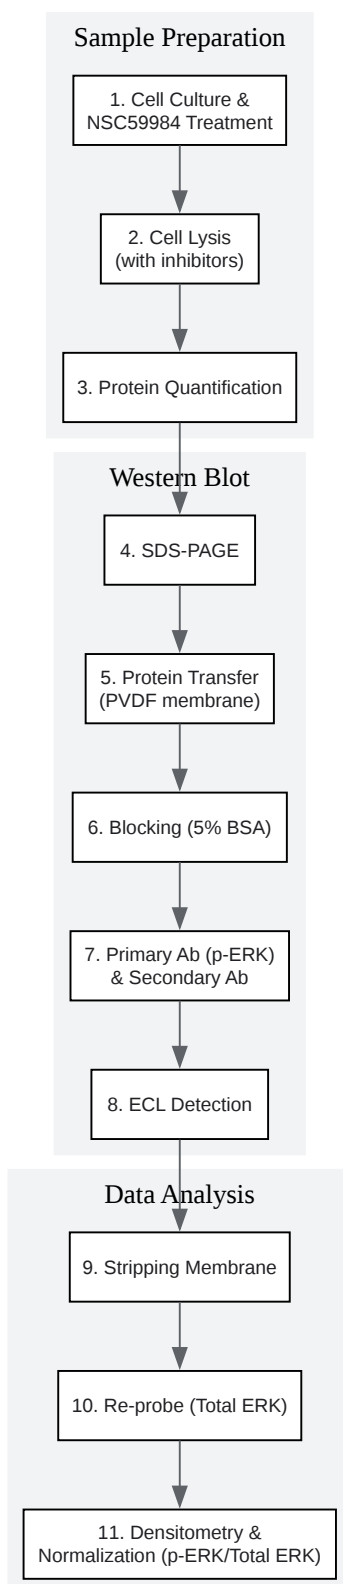 Sample Preparation
1. Cell Culture &
NSC59984 Treatment
2. Cell Lysis
(with inhibitors)
3. Protein Quantification
Western Blot
4. SDS-PAGE
5. Protein Transfer
(PVDF membrane)
6. Blocking (5% BSA)
7. Primary Ab (p-ERK)
& Secondary Ab
8. ECL Detection
Data Analysis
9. Stripping Membrane
10. Re-probe (Total ERK)
11. Densitometry &
Normalization (p-ERK/Total ERK)